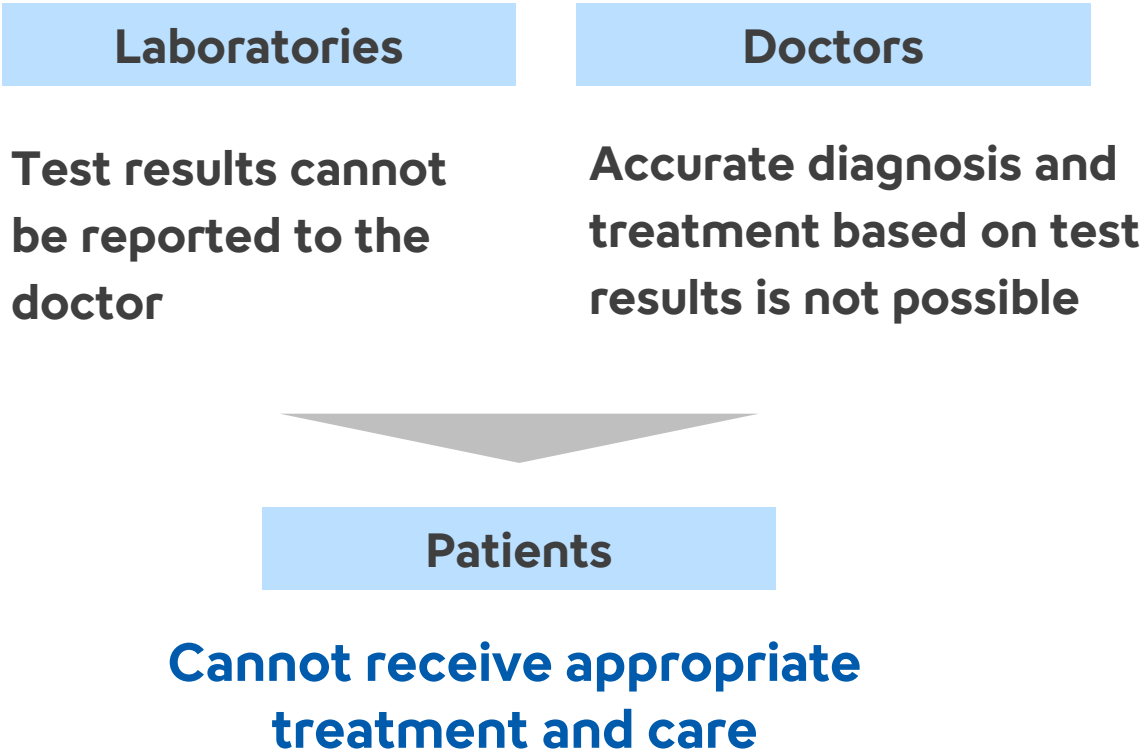 Laboratories
Test results cannot
be reported to the
doctor
Doctors
Accurate diagnosis and
treatment based on test
results is not possible
Patients
Cannot receive appropriate
treatment and care